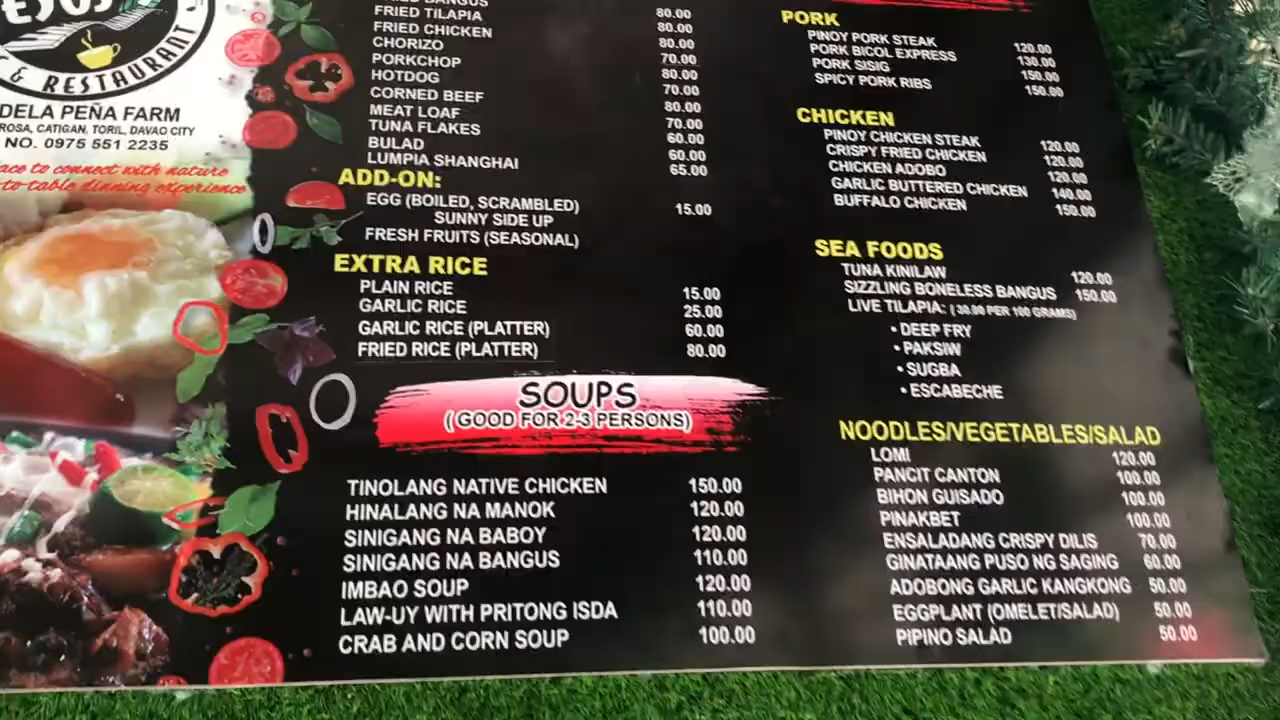 & RESTAURANT
DELA PEÑA FARM
ROSA, CATIGAN, TORIL, DAVAO CITY
NO. 0975 551 2235
to connect with nature
-to-table dinning experience
BANGUS 80.00
FRIED TILAPIA 80.00
FRIED CHICKEN 80.00
CHORIZO 70.00
PORKCHOP 80.00
HOTDOG 70.00
CORNED BEEF 80.00
MEAT LOAF 70.00
TUNA FLAKES 60.00
BULAD 60.00
LUMPIA SHANGHAI 65.00
ADD-ON:
EGG (BOILED, SCRAMBLED) 15.00
SUNNY SIDE UP
FRESH FRUITS (SEASONAL)
EXTRA RICE
PLAIN RICE 15.00
GARLIC RICE 25.00
GARLIC RICE (PLATTER) 60.00
FRIED RICE (PLATTER) 80.00
SOUPS
(GOOD FOR 2-3 PERSONS)
TINOLANG NATIVE CHICKEN 150.00
HINALANG NA MANOK 120.00
SINIGANG NA BABOY 120.00
SINIGANG NA BANGUS 110.00
IMBAO SOUP 120.00
LAW-UY WITH PRITONG ISDA 110.00
CRAB AND CORN SOUP 100.00
PORK
PINOY PORK STEAK 120.00
PORK BICOL EXPRESS 130.00
PORK SISIG 150.00
SPICY PORK RIBS 150.00
CHICKEN
PINOY CHICKEN STEAK 120.00
CRISPY FRIED CHICKEN 120.00
CHICKEN ADOBO 120.00
GARLIC BUTTERED CHICKEN 140.00
BUFFALO CHICKEN 150.00
SEA FOODS
TUNA KINILAW 120.00
SIZZLING BONELESS BANGUS 150.00
LIVE TILAPIA: (30.00 PER 100 GRAMS)
• DEEP FRY
• PAKSIW
• SUGBA
• ESCABECHE
NOODLES/VEGETABLES/SALAD
LOMI 120.00
PANCIT CANTON 100.00
BIHON GUISADO 100.00
PINAKBET 100.00
ENSALADANG CRISPY DILIS 70.00
GINATAANG PUSO NG SAGING 60.00
ADOBONG GARLIC KANGKONG 50.00
EGGPLANT (OMELET/SALAD) 50.00
PIPINO SALAD 50.00